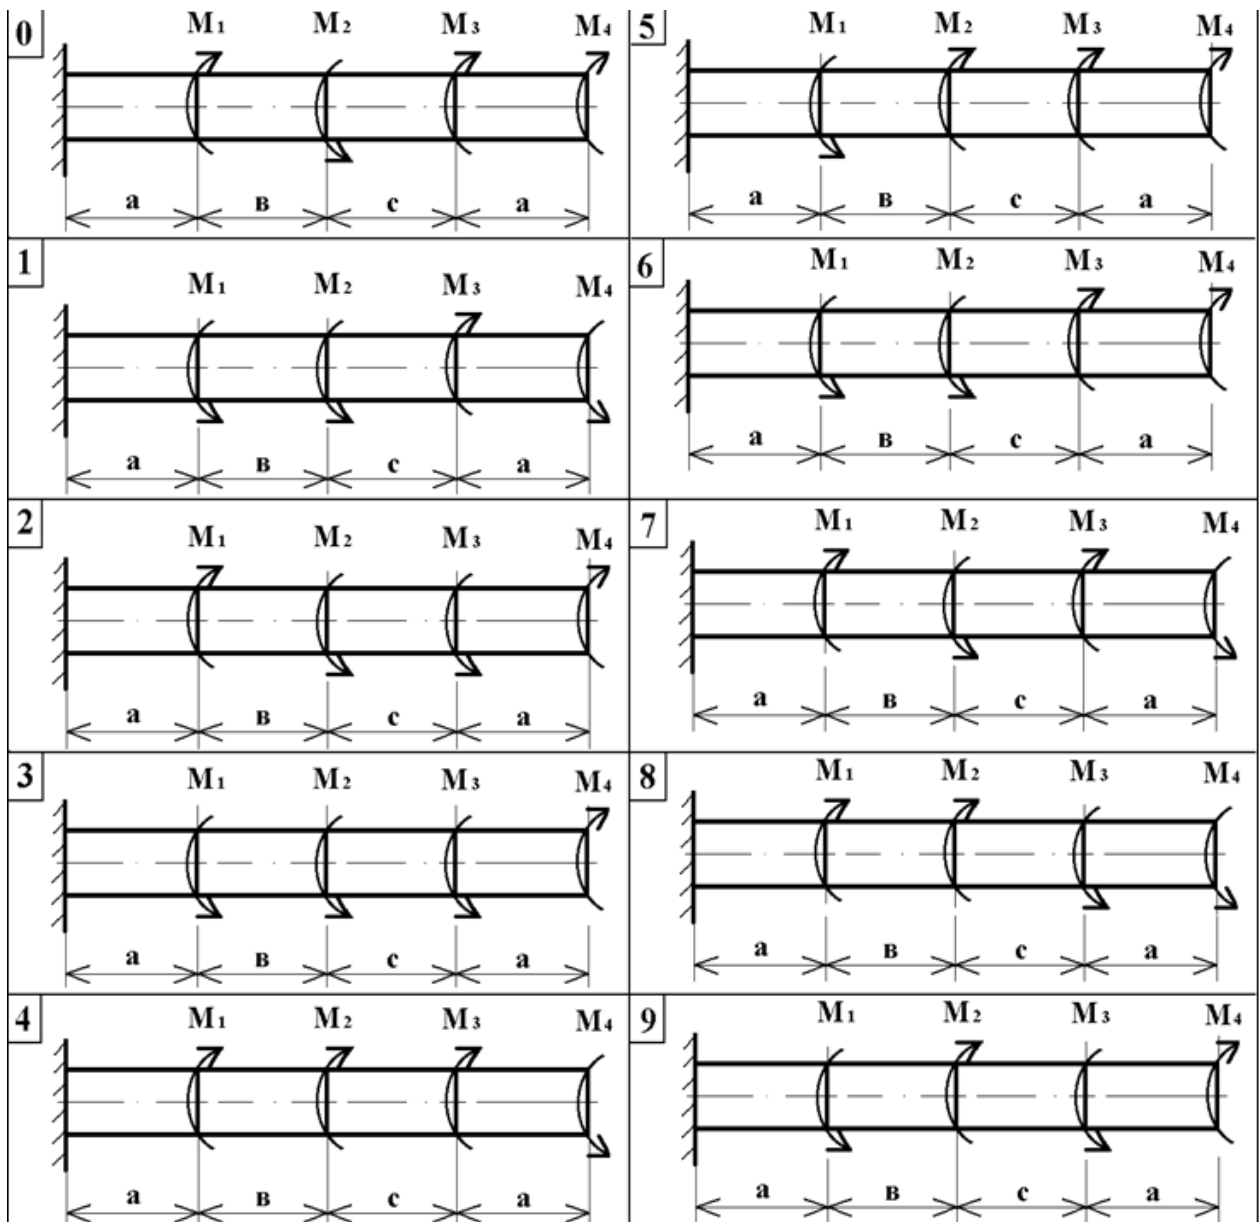 0 M₁ M₂ M₃ M₄
а в с а
5 M₁ M₂ M₃ M₄
а в с а
1 M₁ M₂ M₃ M₄
а в с а
6 M₁ M₂ M₃ M₄
а в с а
2 M₁ M₂ M₃ M₄
а в с а
7 M₁ M₂ M₃ M₄
а в с а
3 M₁ M₂ M₃ M₄
а в с а
8 M₁ M₂ M₃ M₄
а в с а
4 M₁ M₂ M₃ M₄
а в с а
9 M₁ M₂ M₃ M₄
а в с а